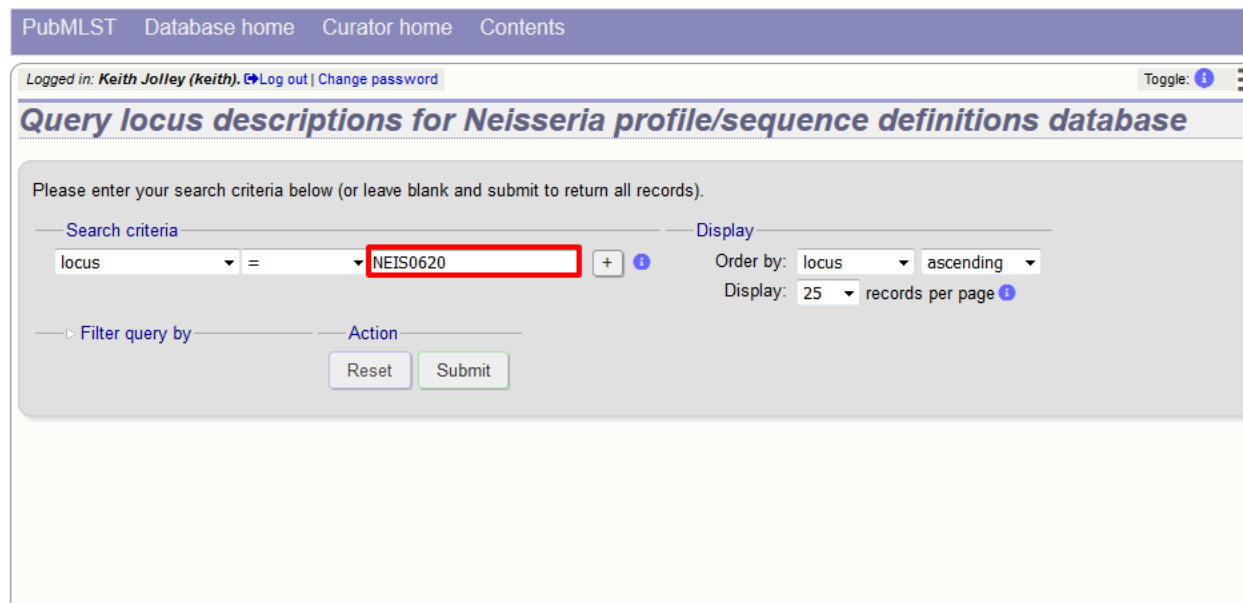 PubMLST Database home Curator home Contents
Logged in: Keith Jolley (keith). Log out | Change password Toggle: i
Query locus descriptions for Neisseria profile/sequence definitions database
Please enter your search criteria below (or leave blank and submit to return all records).
Search criteria Display
locus = NEIS0620 + i Order by: locus ascending
Display: 25 records per page i
Filter query by Action
Reset Submit